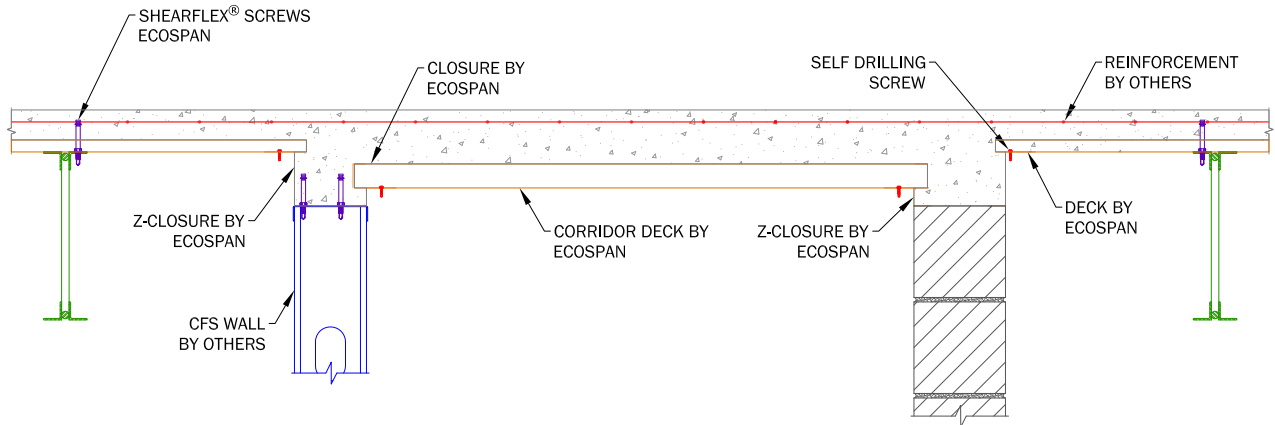 SHEARFLEX® SCREWS
ECOSPAN
CLOSURE BY
ECOSPAN
SELF DRILLING
SCREW
REINFORCEMENT
BY OTHERS
Z-CLOSURE BY
ECOSPAN
CORRIDOR DECK BY
ECOSPAN
Z-CLOSURE BY
ECOSPAN
DECK BY
ECOSPAN
CFS WALL
BY OTHERS